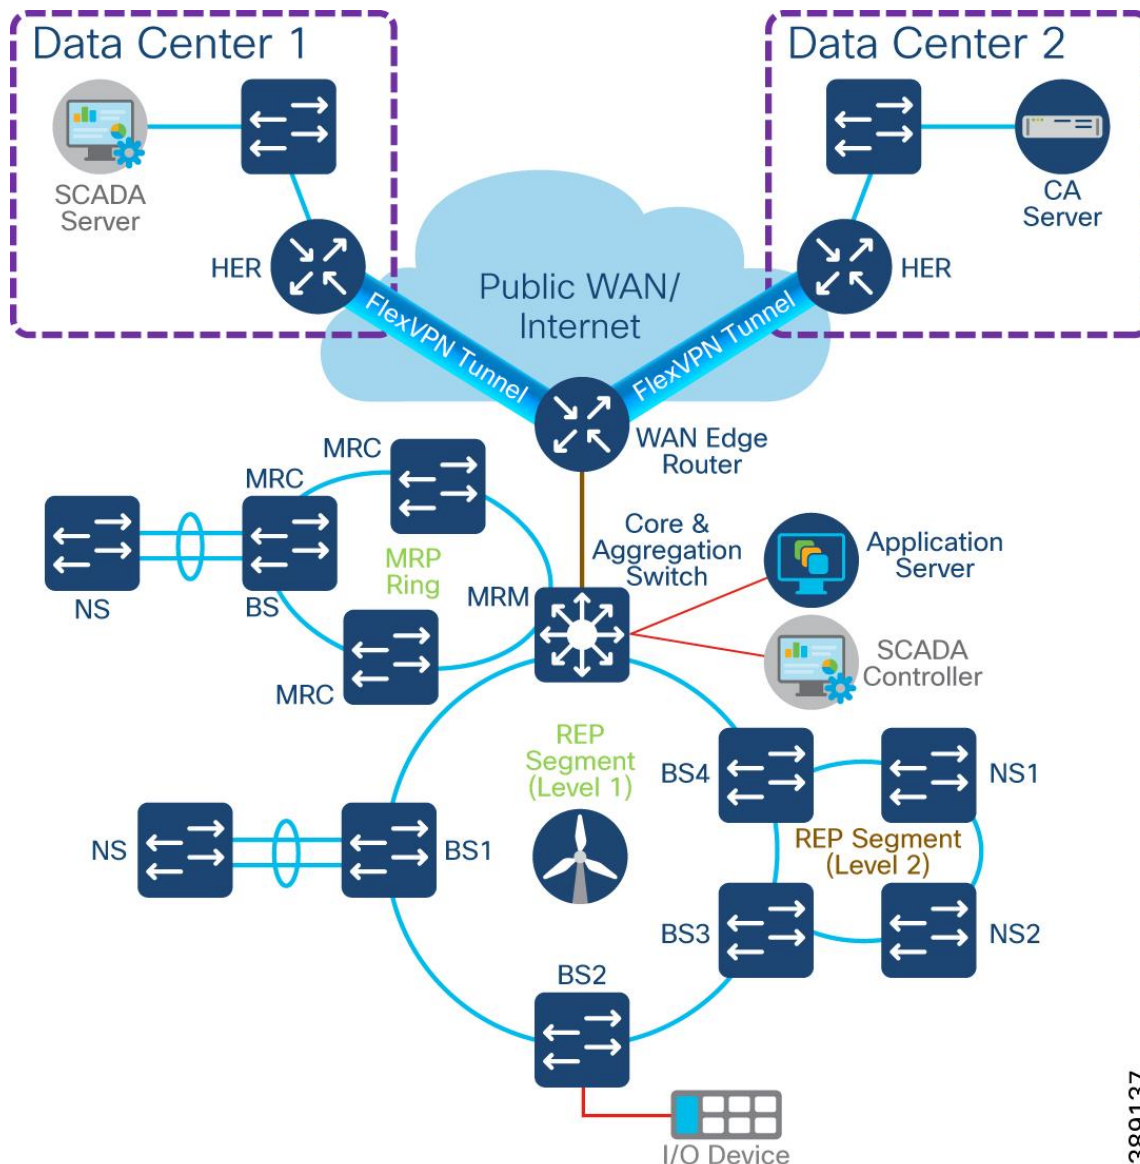 Data Center 1
Data Center 2
SCADA
Server
CA
Server
HER
HER
Public WAN/
Internet
FlexVPN Tunnel
FlexVPN Tunnel
WAN Edge
Router
MRC
MRC
NS
BS
MRP
Ring
MRM
MRC
Core &
Aggregation
Switch
Application
Server
SCADA
Controller
REP
Segment
(Level 1)
BS4
NS1
NS
BS1
REP Segment
(Level 2)
BS3
NS2
BS2
I/O Device
389137